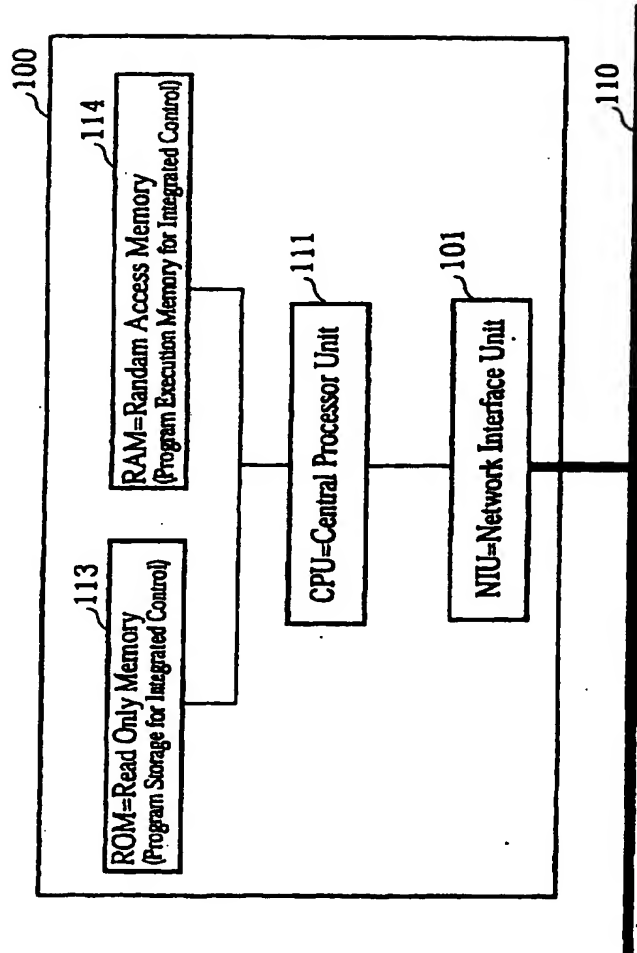 100
113
ROM=Read Only Memory
(Program Storage for Integrated Control)
114
RAM=Randam Access Memory
(Program Execution Memory for Integrated Control)
111
CPU=Central Processor Unit
101
NIU=Network Interface Unit
110